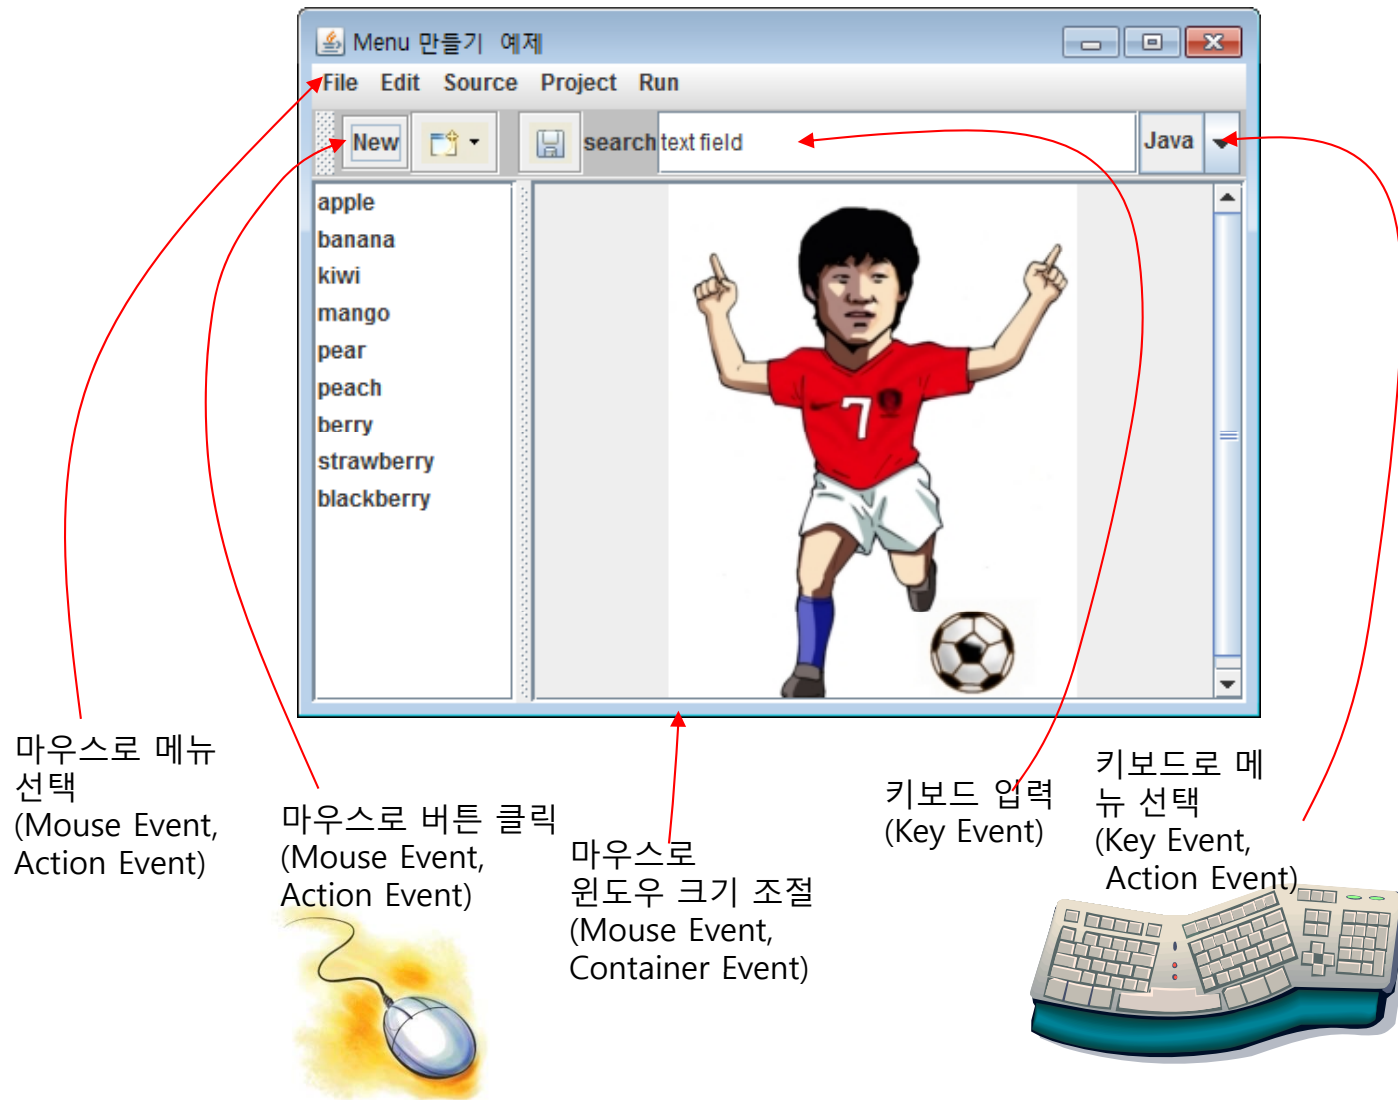 Menu 만들기 예제
File Edit Source Project Run
New search text field Java
apple
banana
kiwi
mango
pear
peach
berry
strawberry
blackberry
7
마우스로 메뉴
선택
(Mouse Event,
Action Event)
마우스로 버튼 클릭
(Mouse Event,
Action Event)
마우스로
윈도우 크기 조절
(Mouse Event,
Container Event)
키보드 입력
(Key Event)
키보드로 메
뉴 선택
(Key Event,
Action Event)